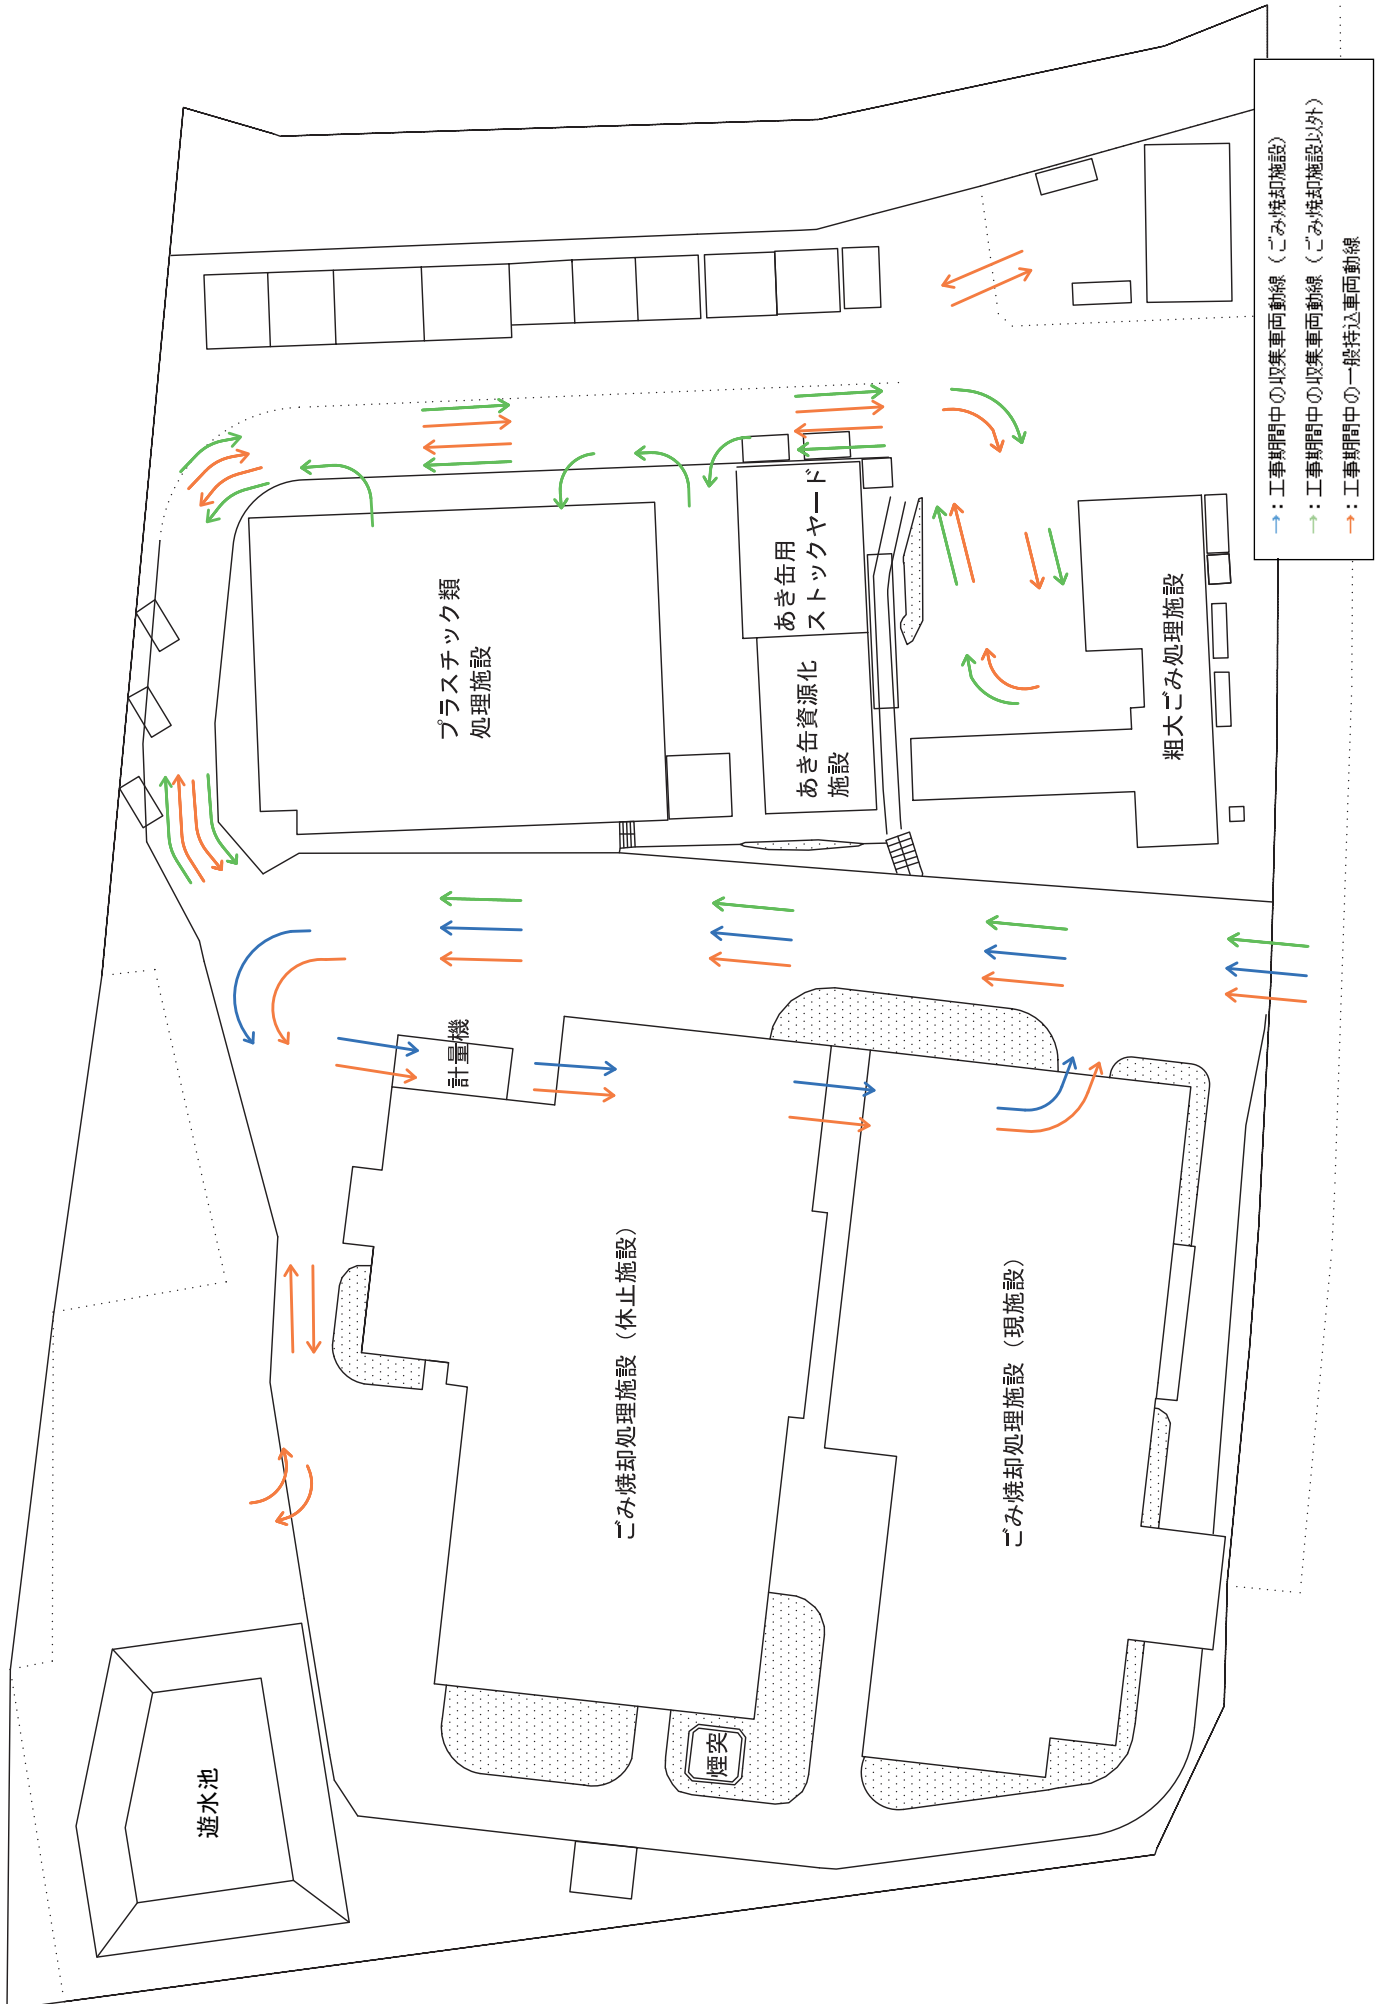 →：工事期間中の収集車両動線（ごみ焼却施設）
→：工事期間中の収集車両動線（ごみ焼却施設以外）
→：工事期間中の一般持込車両動線
プラスチック類
処理施設
あき缶用
ストックヤード
あき缶資源化
施設
粗大ごみ処理施設
計量機
ごみ焼却処理施設（休止施設）
ごみ焼却処理施設（現施設）
煙突
遊水池